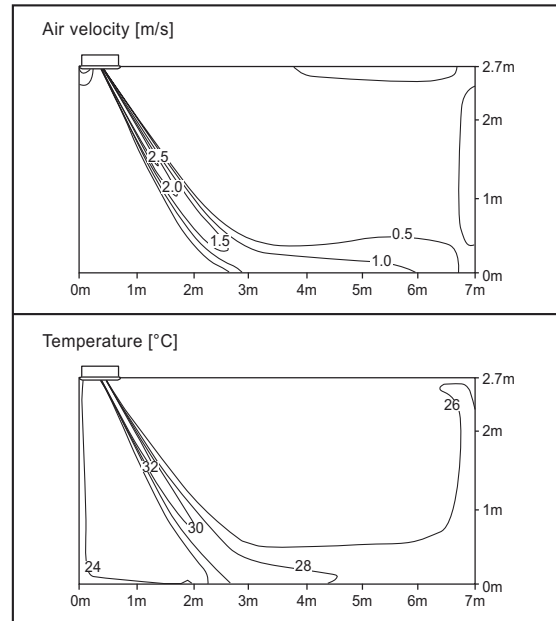 Air velocity [m/s]
2.7m
2m
2.5
2.0
1m
1.5
0.5
1.0
0m
0m 1m 2m 3m 4m 5m 6m 7m
Temperature [°C]
2.7m
26
2m
32
1m
30
24
28
0m
0m 1m 2m 3m 4m 5m 6m 7m